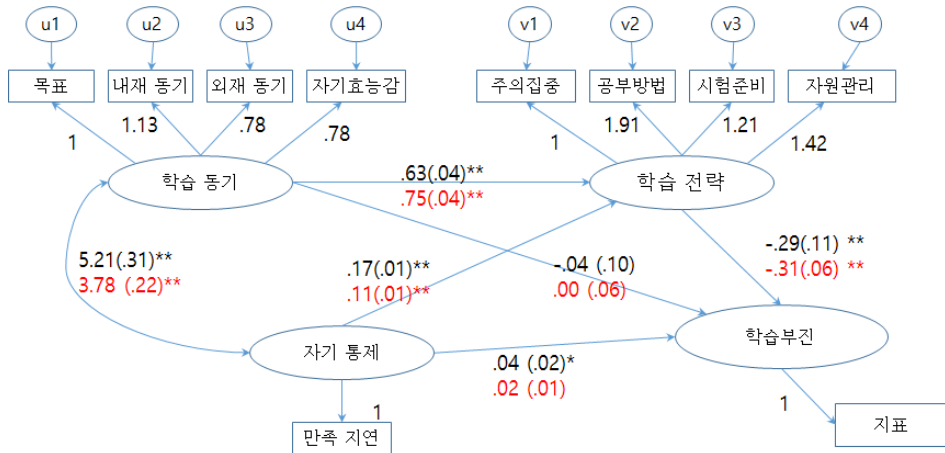 u1 u2 u3 u4 v1 v2 v3 v4
목표 내재 동기 외재 동기 자기효능감 주의집중 공부방법 시험준비 자원관리
1 1.13 .78 .78 1 1.91 1.21 1.42
학습 동기 .63(.04)** 학습 전략
.75(.04)**
5.21(.31)** .17(.01)** -.04 (.10) -.29(.11) **
3.78 (.22)** .11(.01)** .00 (.06) -.31(.06) **
자기 통제 학습부진
.04 (.02)*
.02 (.01)
1 1
만족 지연 지표